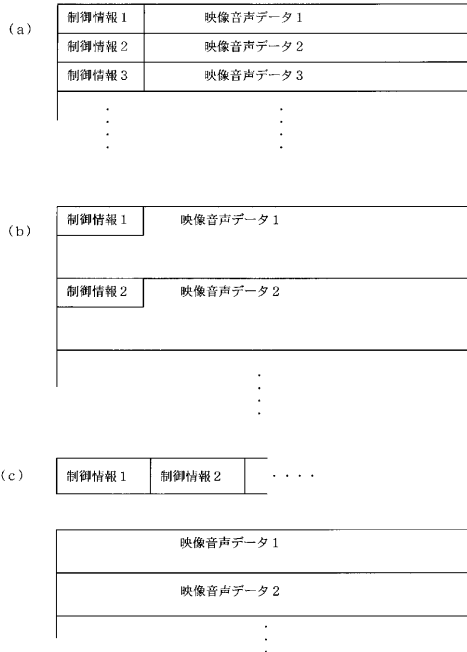 (a)
制御情報1 映像音声データ1
制御情報2 映像音声データ2
制御情報3 映像音声データ3
(b)
制御情報1 映像音声データ1
制御情報2 映像音声データ2
(c)
制御情報1 制御情報2 ・・・・
映像音声データ1
映像音声データ2